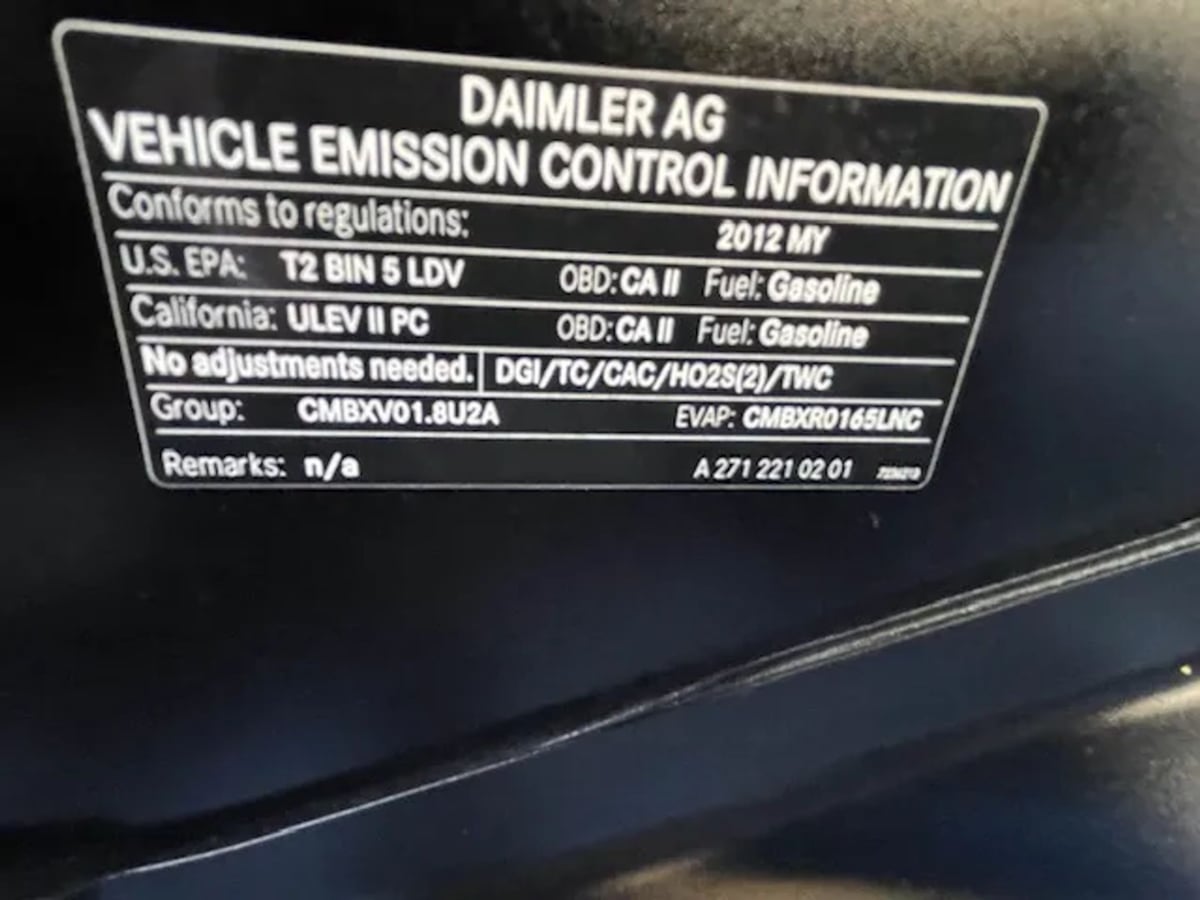 DAIMLER AG
VEHICLE EMISSION CONTROL INFORMATION
Conforms to regulations: 2012 MY
U.S. EPA: T2 BIN 5 LDV OBD: CA II Fuel: Gasoline
California: ULEV II PC OBD: CA II Fuel: Gasoline
No adjustments needed. DGI/TC/CAC/HO2S(2)/TWC
Group: CMBXV01.8U2A EVAP: CMBXR0165LNC
Remarks: n/a A 271 221 02 01